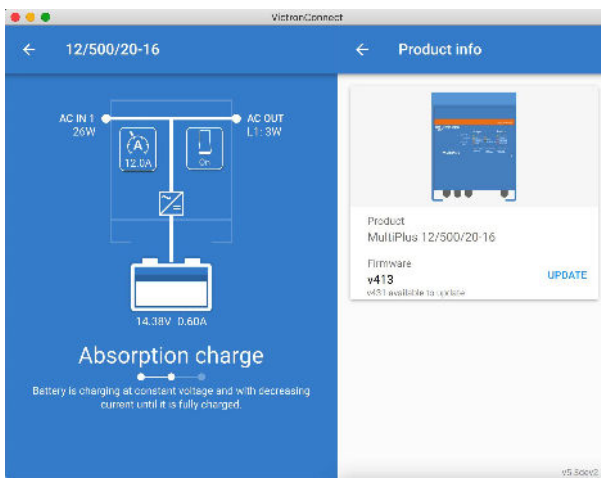 VictronConnect
12/500/20-16
AC IN 1
26W
AC OUT
L1: 3W
12.0A
On
14.38V 0.60A
Absorption charge
Battery is charging at constant voltage and with decreasing
current until it is fully charged.
Product info
Product
MultiPlus 12/500/20-16
Firmware
v413
UPDATE
v431 available to update